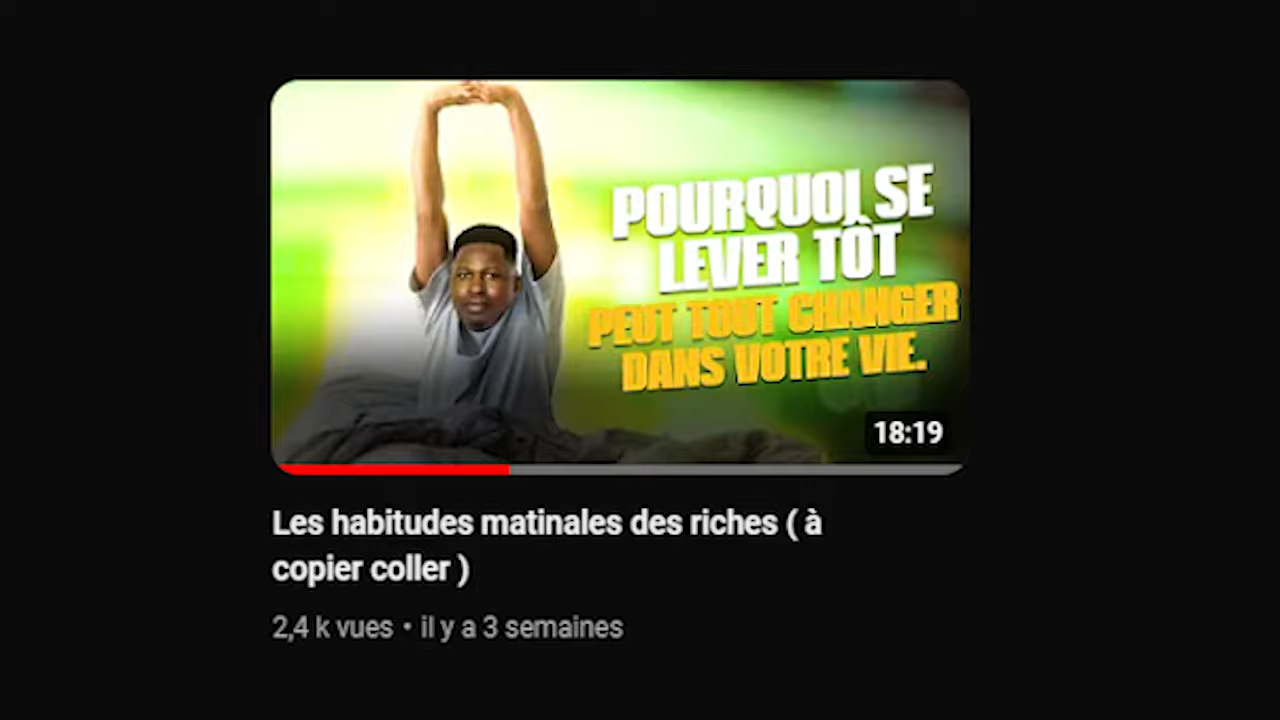 POURQUOI SE
LEVER TÔT
PEUT TOUT CHANGER
DANS VOTRE VIE.
18:19
Les habitudes matinales des riches ( à
copier coller )
2,4 k vues • il y a 3 semaines